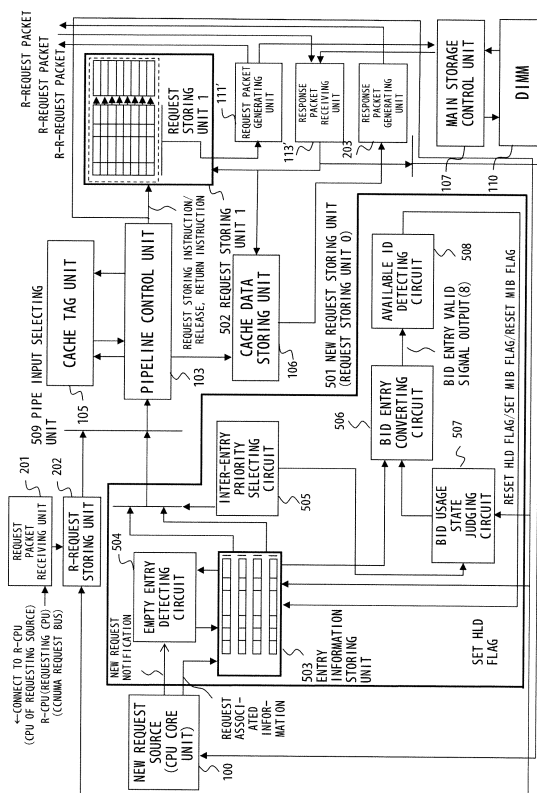 ←CONNECT TO R-CPU
(CPU OF REQUESTING SOURCE)
R-CPU(REQUESTING CPU)
(CCNUMA REQUEST BUS)
201
REQUEST
PACKET
RECEIVING UNIT
202
R-REQUEST
STORING UNIT
509 PIPE INPUT SELECTING
UNIT
105
CACHE TAG UNIT
PIPELINE CONTROL UNIT
103
R-REQUEST PACKET
R-REQUEST PACKET
R-R-REQUEST PACKET
REQUEST
STORING
UNIT 1
REQUEST STORING INSTRUCTION/
RELEASE, RETURN INSTRUCTION
502 REQUEST STORING
UNIT 1
111'
REQUEST PACKET
GENERATING
UNIT
RESPONSE
PACKET
RECEIVING
UNIT
113'
RESPONSE
PACKET
GENERATING
UNIT
203
MAIN STORAGE
CONTROL UNIT
107
DIMM
110
CACHE DATA
STORING UNIT
106
501 NEW REQUEST STORING UNIT
(REQUEST STORING UNIT 0)
NEW REQUEST
NOTIFICATION
504
EMPTY ENTRY
DETECTING
CIRCUIT
INTER-ENTRY
PRIORITY
SELECTING
CIRCUIT
505
506
BID ENTRY
CONVERTING
CIRCUIT
AVAILABLE ID
DETECTING
CIRCUIT
508
BID ENTRY VALID
SIGNAL OUTPUT(8)
507
BID USAGE
STATE
JUDGING
CIRCUIT
NEW REQUEST
SOURCE
(CPU CORE
UNIT)
100
REQUEST
ASSOCI-
ATED INFOR-
MATION
503
ENTRY
INFORMATION
STORING
UNIT
SET HLD
FLAG
RESET HLD FLAG/SET MIB FLAG/RESET MIB FLAG